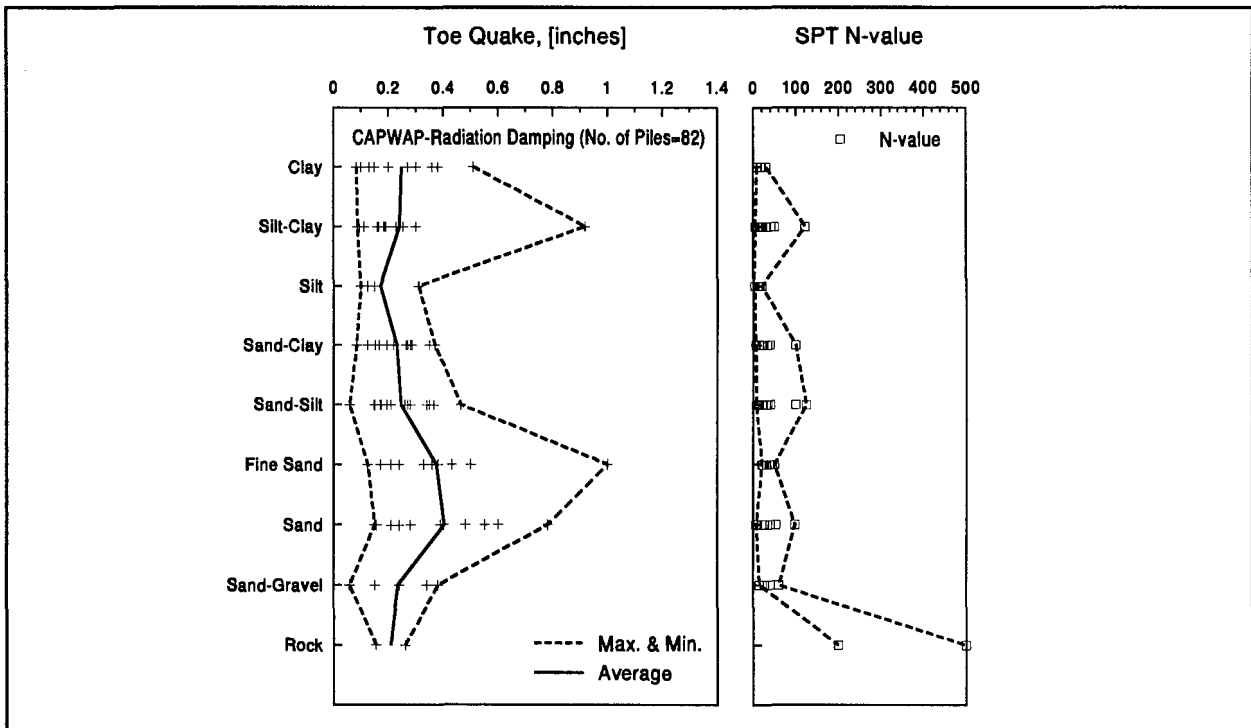 Toe Quake, [inches]
SPT N-value
0 0.2 0.4 0.6 0.8 1 1.2 1.4
0 100 200 300 400 500
CAPWAP-Radiation Damping (No. of Piles=82)
N-value
Clay
Silt-Clay
Silt
Sand-Clay
Sand-Silt
Fine Sand
Sand
Sand-Gravel
Rock
Max. & Min.
Average